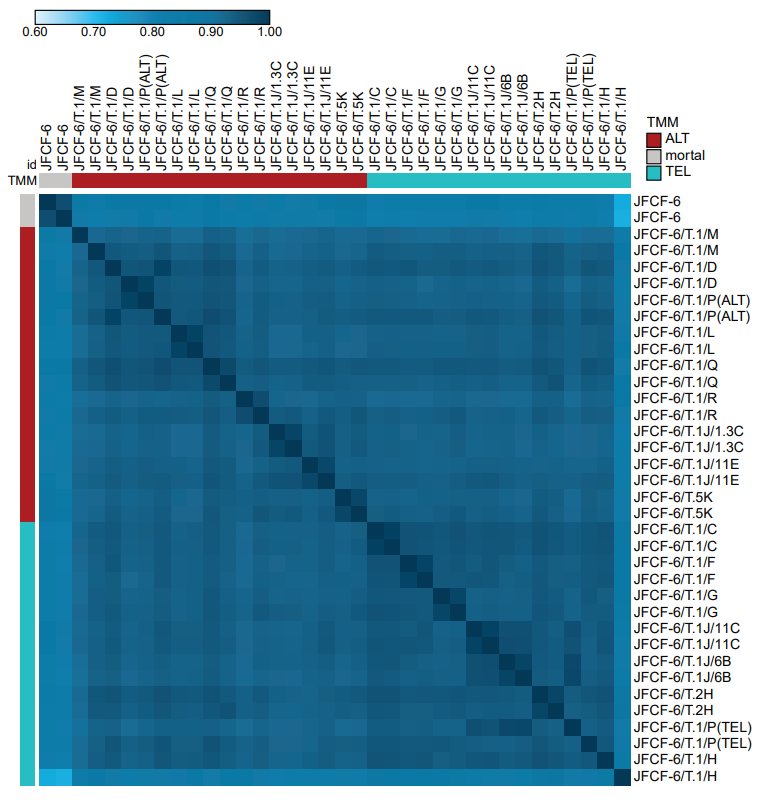 0.60 0.70 0.80 0.90 1.00
id
TMM
JFCF-6
JFCF-6
JFCF-6/T.1/M
JFCF-6/T.1/M
JFCF-6/T.1/D
JFCF-6/T.1/D
JFCF-6/T.1/P(ALT)
JFCF-6/T.1/P(ALT)
JFCF-6/T.1/L
JFCF-6/T.1/L
JFCF-6/T.1/Q
JFCF-6/T.1/Q
JFCF-6/T.1/R
JFCF-6/T.1/R
JFCF-6/T.1J/1.3C
JFCF-6/T.1J/1.3C
JFCF-6/T.1J/11E
JFCF-6/T.1J/11E
JFCF-6/T.5K
JFCF-6/T.5K
JFCF-6/T.1/C
JFCF-6/T.1/C
JFCF-6/T.1/F
JFCF-6/T.1/F
JFCF-6/T.1/G
JFCF-6/T.1/G
JFCF-6/T.1J/11C
JFCF-6/T.1J/11C
JFCF-6/T.1J/6B
JFCF-6/T.1J/6B
JFCF-6/T.2H
JFCF-6/T.2H
JFCF-6/T.1/P(TEL)
JFCF-6/T.1/P(TEL)
JFCF-6/T.1/H
JFCF-6/T.1/H
TMM
ALT
mortal
TEL
JFCF-6
JFCF-6
JFCF-6/T.1/M
JFCF-6/T.1/M
JFCF-6/T.1/D
JFCF-6/T.1/D
JFCF-6/T.1/P(ALT)
JFCF-6/T.1/P(ALT)
JFCF-6/T.1/L
JFCF-6/T.1/L
JFCF-6/T.1/Q
JFCF-6/T.1/Q
JFCF-6/T.1/R
JFCF-6/T.1/R
JFCF-6/T.1J/1.3C
JFCF-6/T.1J/1.3C
JFCF-6/T.1J/11E
JFCF-6/T.1J/11E
JFCF-6/T.5K
JFCF-6/T.5K
JFCF-6/T.1/C
JFCF-6/T.1/C
JFCF-6/T.1/F
JFCF-6/T.1/F
JFCF-6/T.1/G
JFCF-6/T.1/G
JFCF-6/T.1J/11C
JFCF-6/T.1J/11C
JFCF-6/T.1J/6B
JFCF-6/T.1J/6B
JFCF-6/T.2H
JFCF-6/T.2H
JFCF-6/T.1/P(TEL)
JFCF-6/T.1/P(TEL)
JFCF-6/T.1/H
JFCF-6/T.1/H